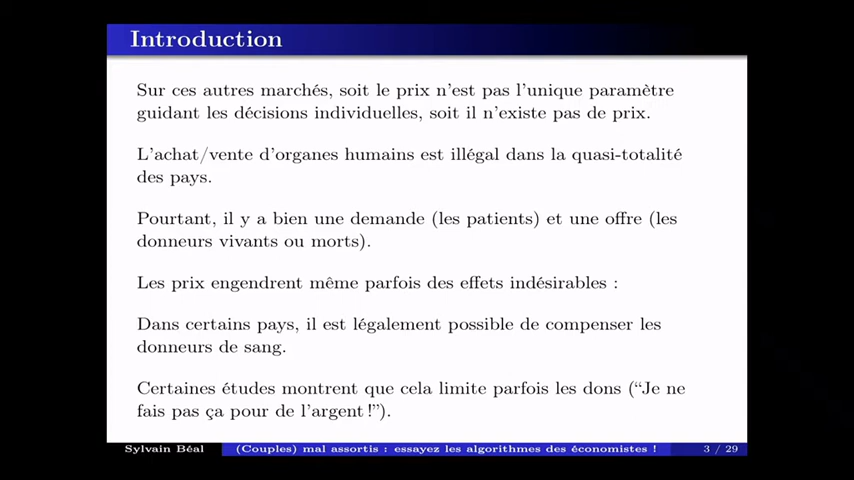 Introduction
Sur ces autres marchés, soit le prix n'est pas l'unique paramètre
guidant les décisions individuelles, soit il n'existe pas de prix.
L'achat/vente d'organes humains est illégal dans la quasi-totalité
des pays.
Pourtant, il y a bien une demande (les patients) et une offre (les
donneurs vivants ou morts).
Les prix engendrent même parfois des effets indésirables :
Dans certains pays, il est légalement possible de compenser les
donneurs de sang.
Certaines études montrent que cela limite parfois les dons (“Je ne
fais pas ça pour de l'argent !”).
Sylvain Béal (Couples) mal assortis : essayez les algorithmes des économistes ! 3 / 29